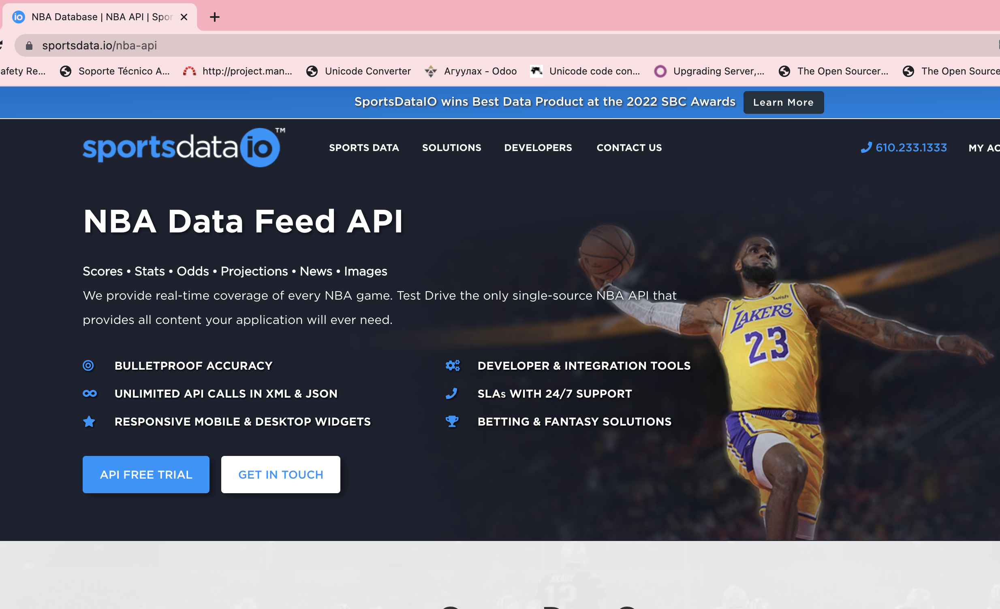 NBA Database | NBA API | Spor
sportsdata.io/nba-api
afety Re...
Soporte Técnico A...
http://project.man...
Unicode Converter
Агуулах - Odoo
Unicode code con...
Upgrading Server,...
The Open Sourcer...
The Open Source
SportsDataIO wins Best Data Product at the 2022 SBC Awards
Learn More
sportsdata io™
SPORTS DATA
SOLUTIONS
DEVELOPERS
CONTACT US
610.233.1333
MY AC
NBA Data Feed API
Scores • Stats • Odds • Projections • News • Images
We provide real-time coverage of every NBA game. Test Drive the only single-source NBA API that
provides all content your application will ever need.
wish
LAKERS
23
BULLETPROOF ACCURACY
DEVELOPER & INTEGRATION TOOLS
UNLIMITED API CALLS IN XML & JSON
SLAs WITH 24/7 SUPPORT
RESPONSIVE MOBILE & DESKTOP WIDGETS
BETTING & FANTASY SOLUTIONS
API FREE TRIAL
GET IN TOUCH
BRADY
12